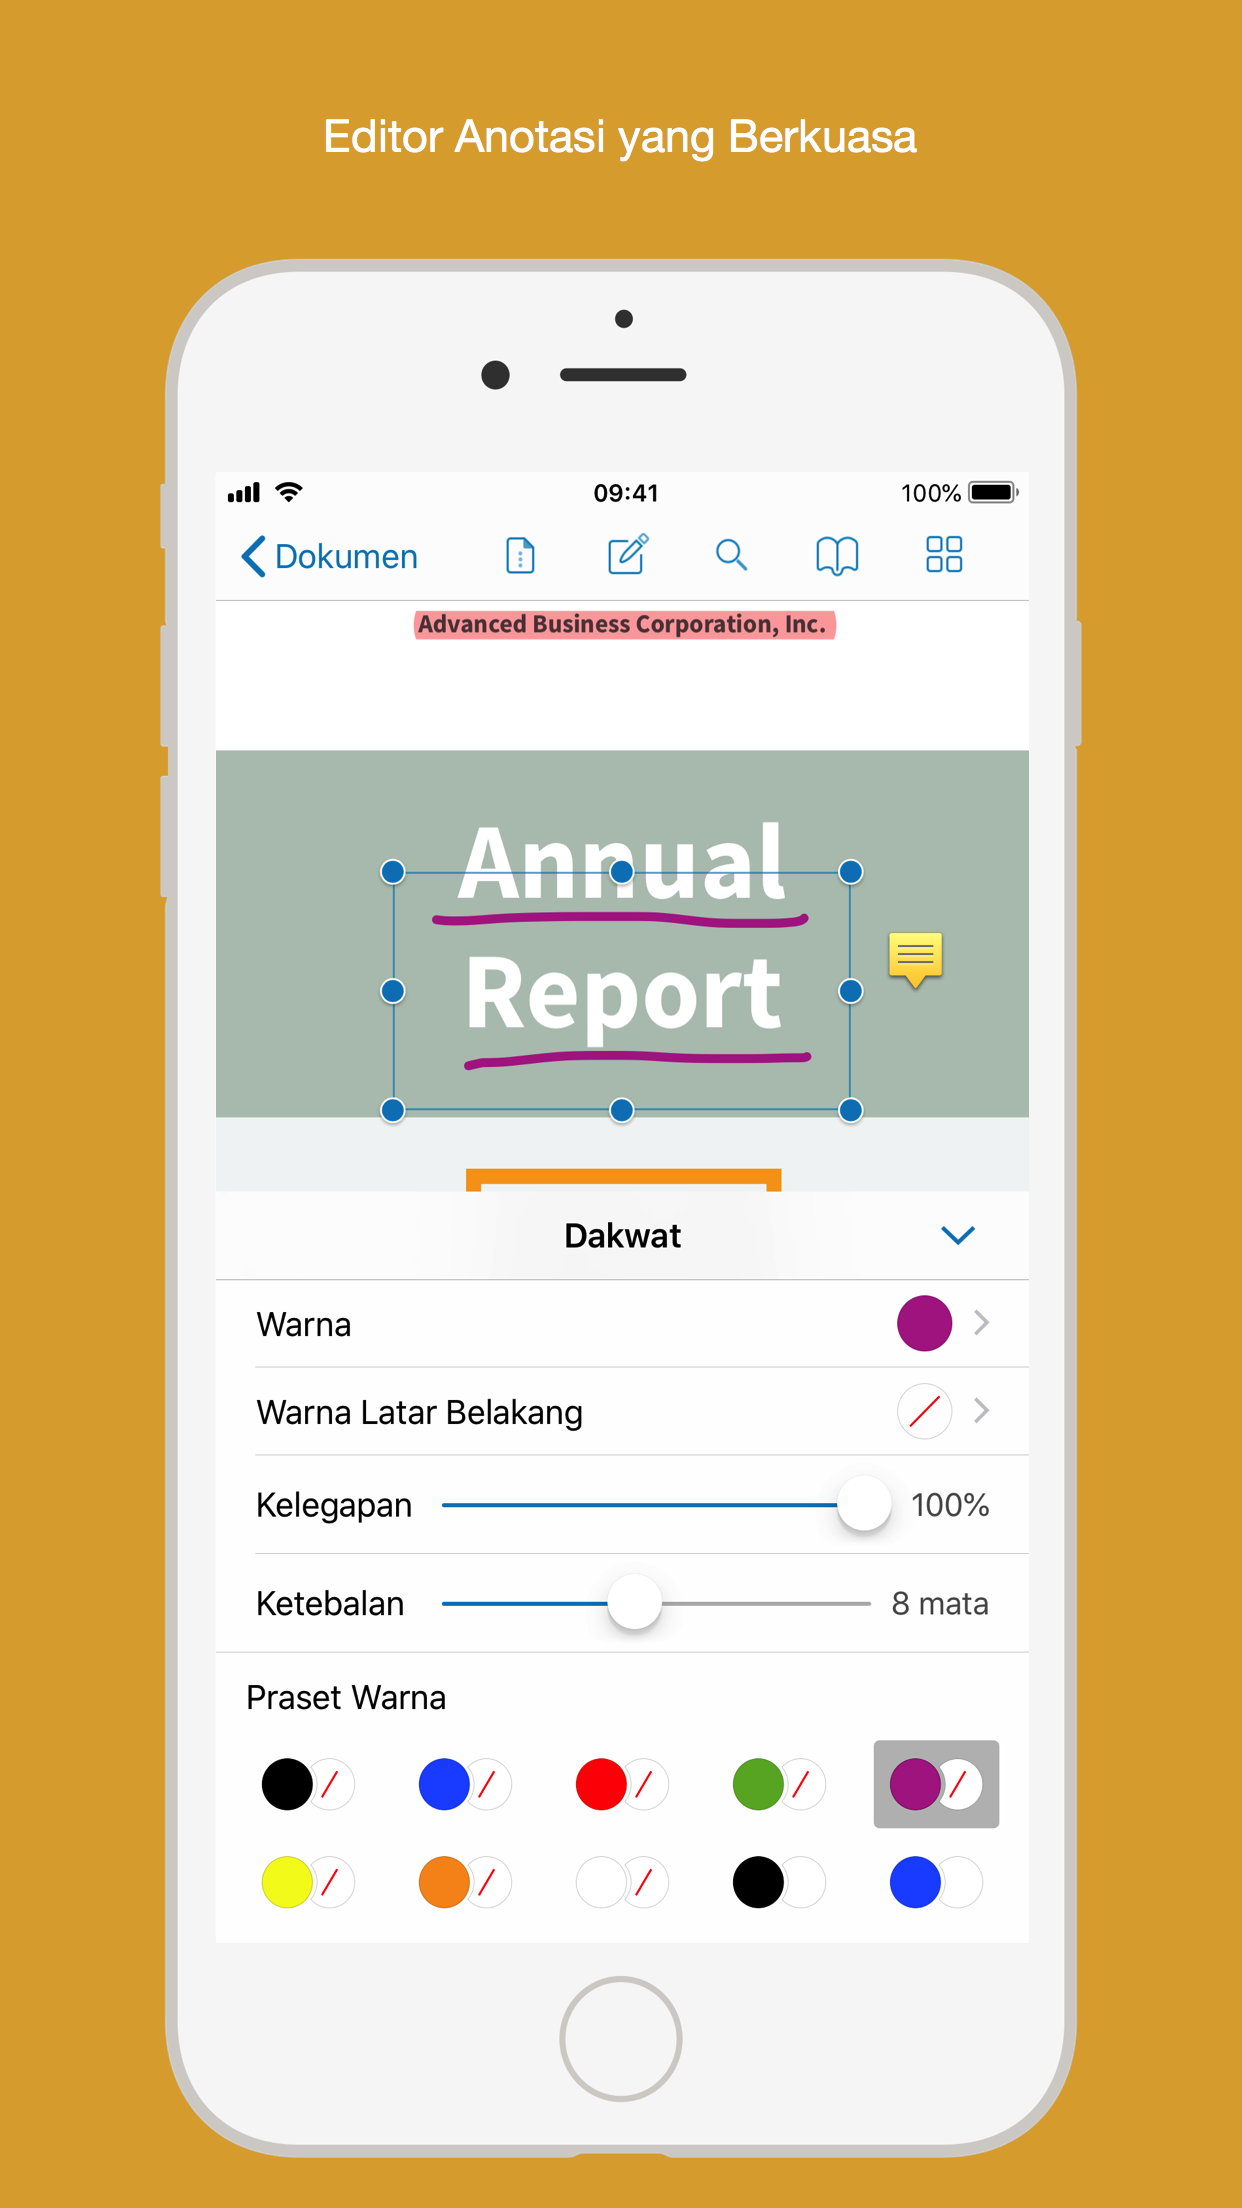 Editor Anotasi yang Berkuasa
09:41
100%
Dokumen
Advanced Business Corporation, Inc.
Annual
Report
Dakwat
Warna
Warna Latar Belakang
Kelegapan 100%
Ketebalan 8 mata
Praset Warna